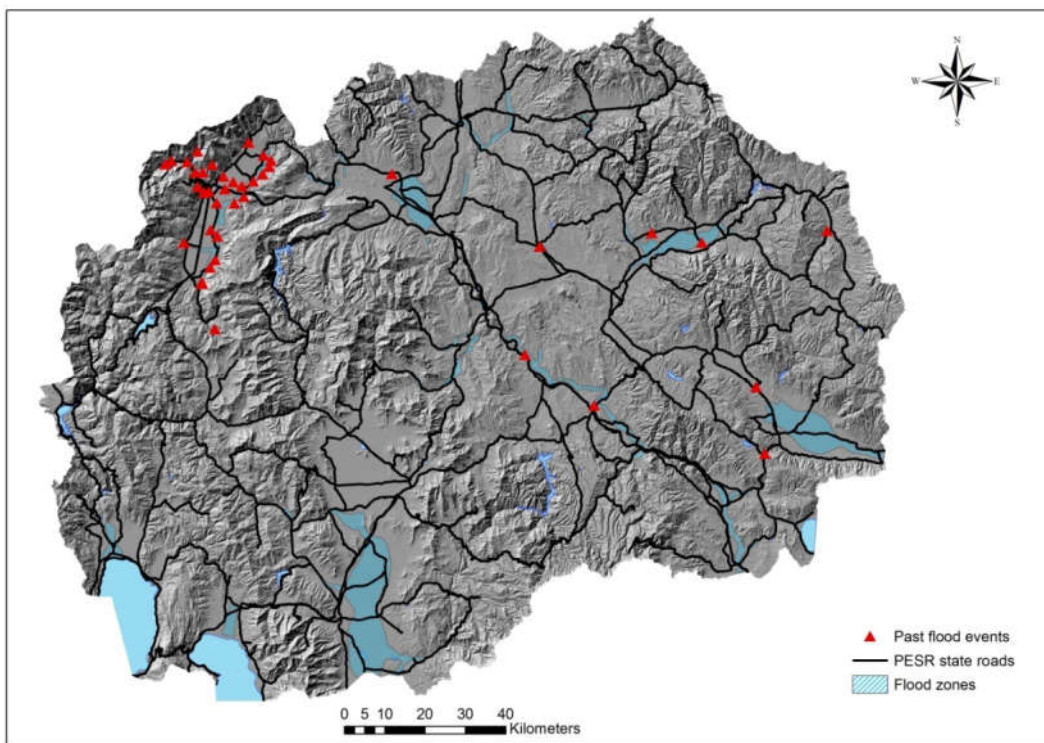 N
W E
S
Past flood events
PESR state roads
Flood zones
0 5 10 20 30 40
Kilometers